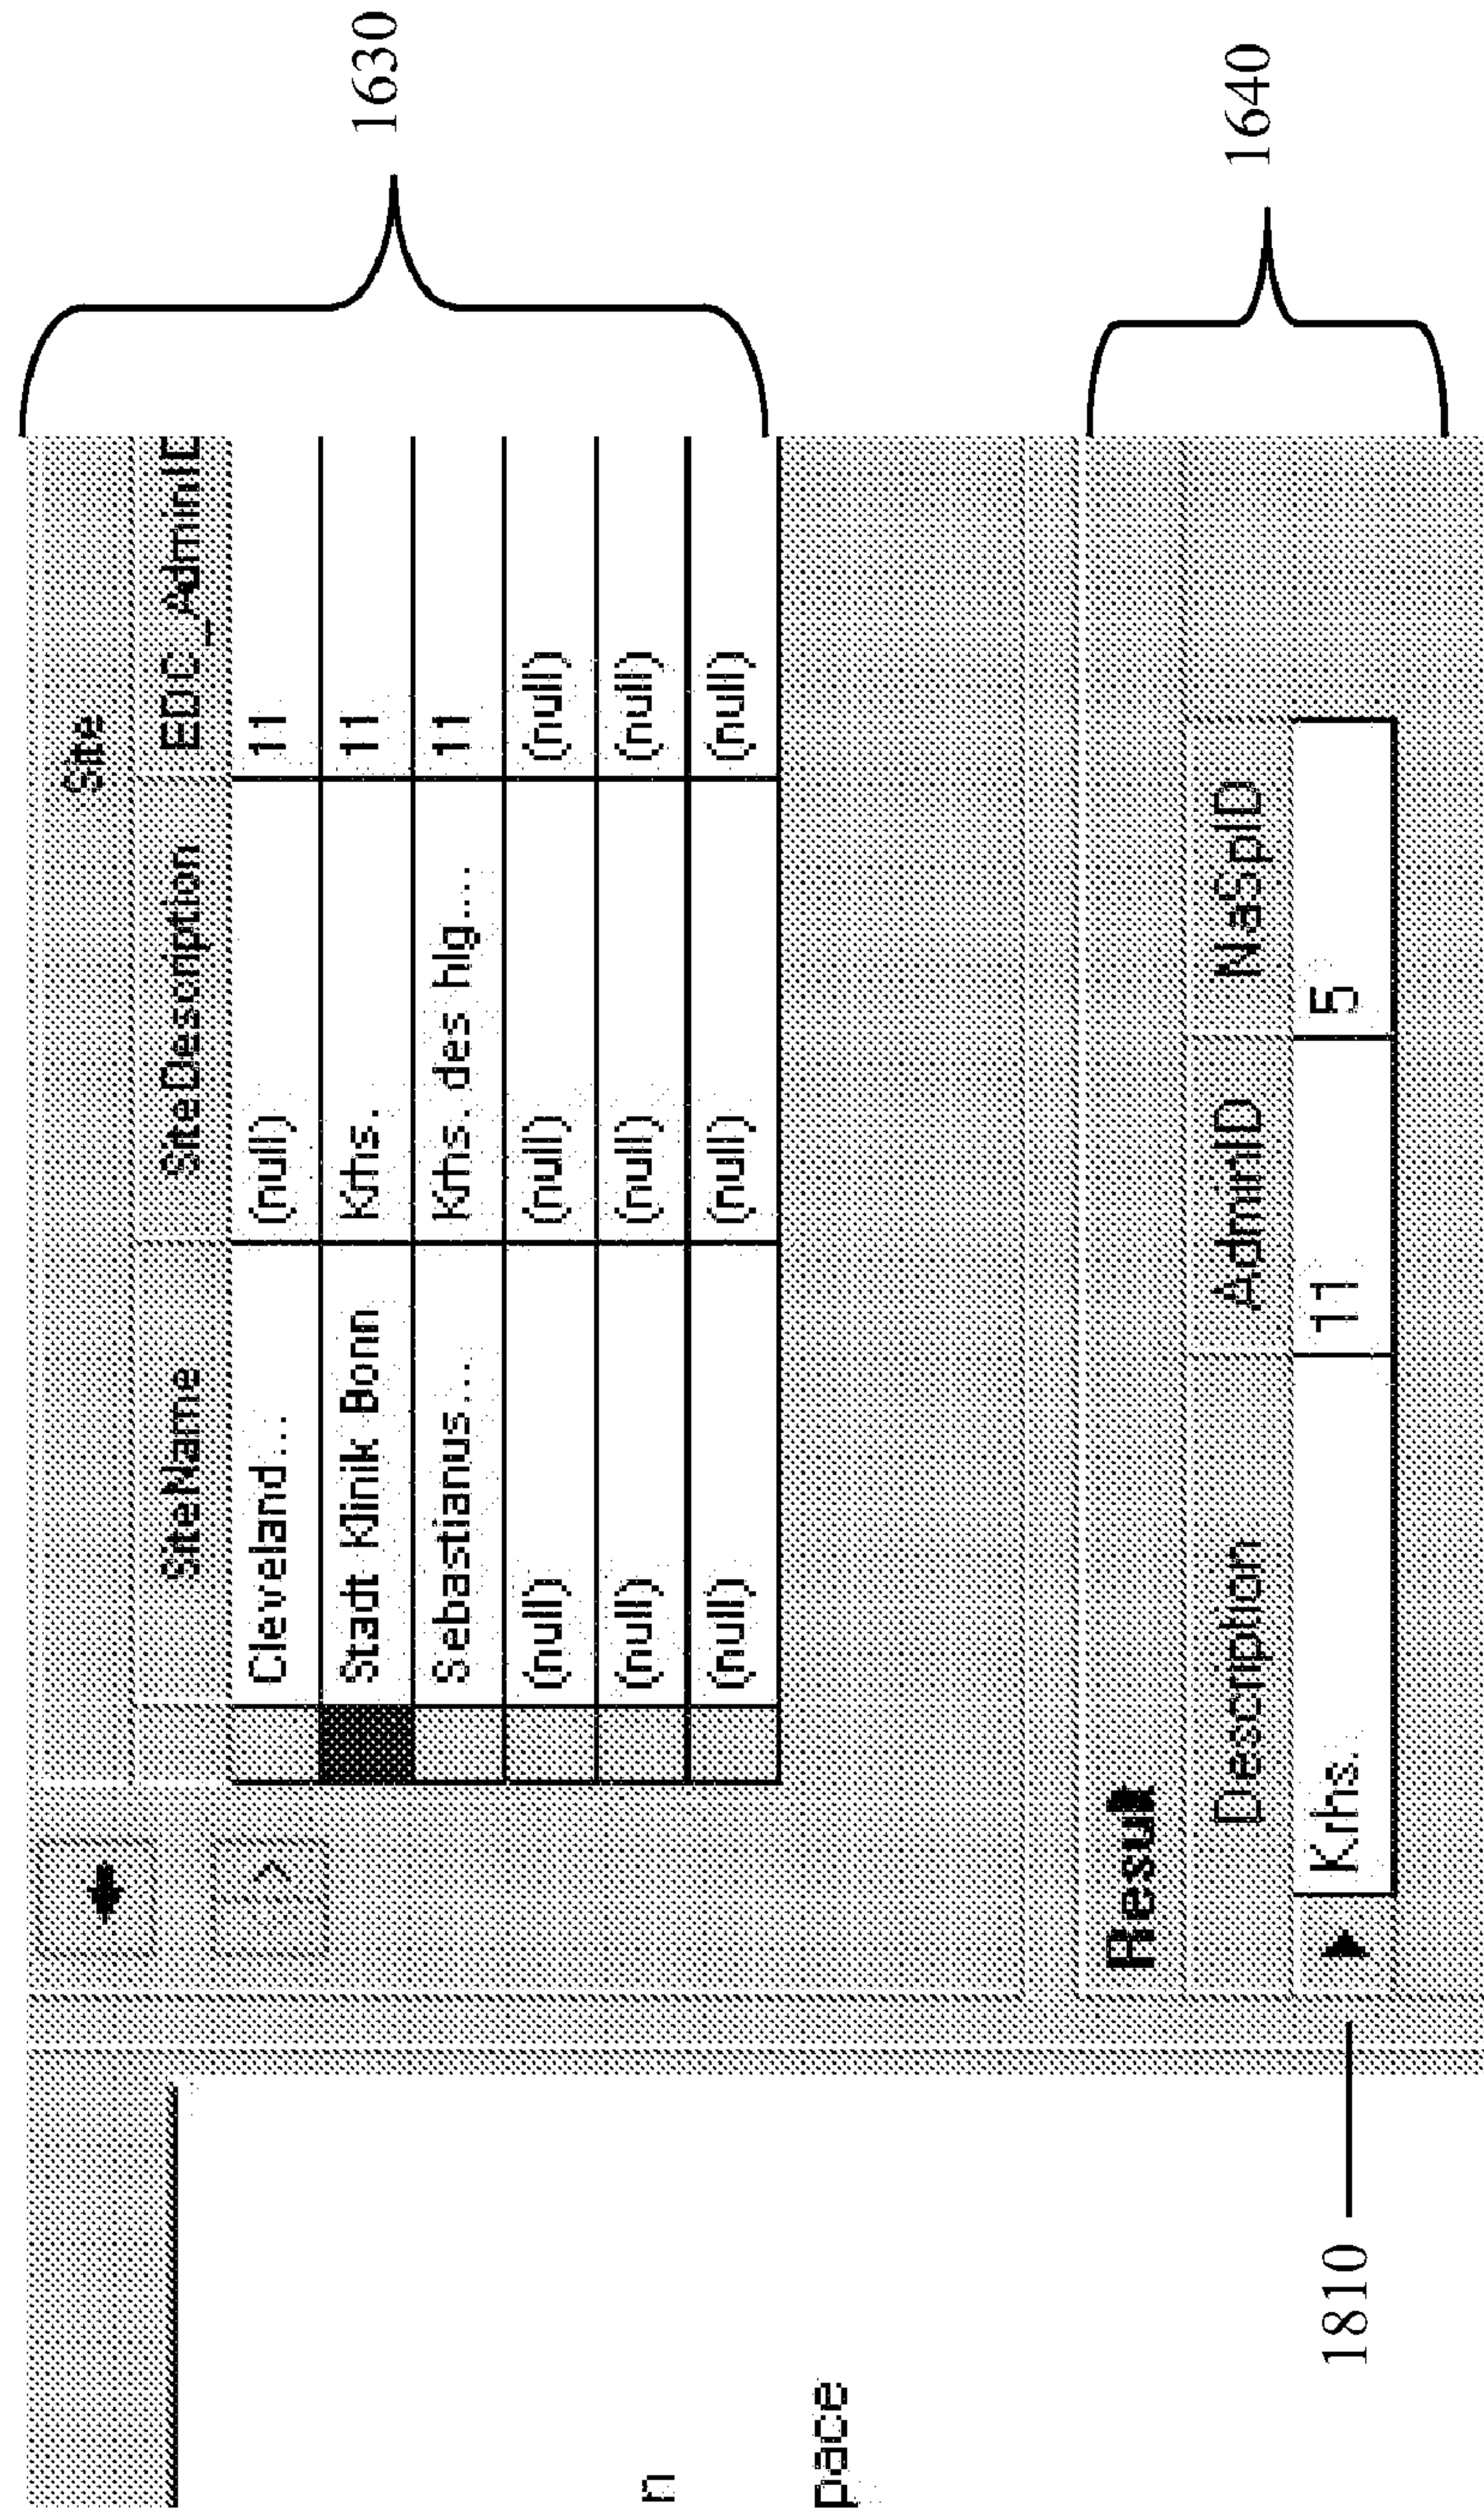 Site
SiteName SiteDescription EDC_AdminID
Cleveland... (null) 11
Stadt Klinik Bonn Krhs. 11
Sebastianus... Krhs. des hlg.... 11
(null) (null) (null)
(null) (null) (null)
(null) (null) (null)
1630
>
n
pace
Result
Description AdminID NaSpID
1810 Krhs. 11 5
1640